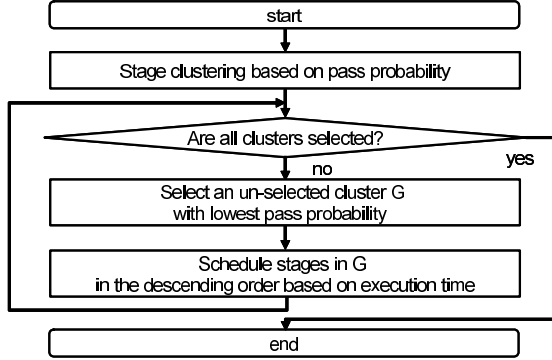 start
Stage clustering based on pass probability
Are all clusters selected?
yes
no
Select an un-selected cluster G
with lowest pass probability
Schedule stages in G
in the descending order based on execution time
end